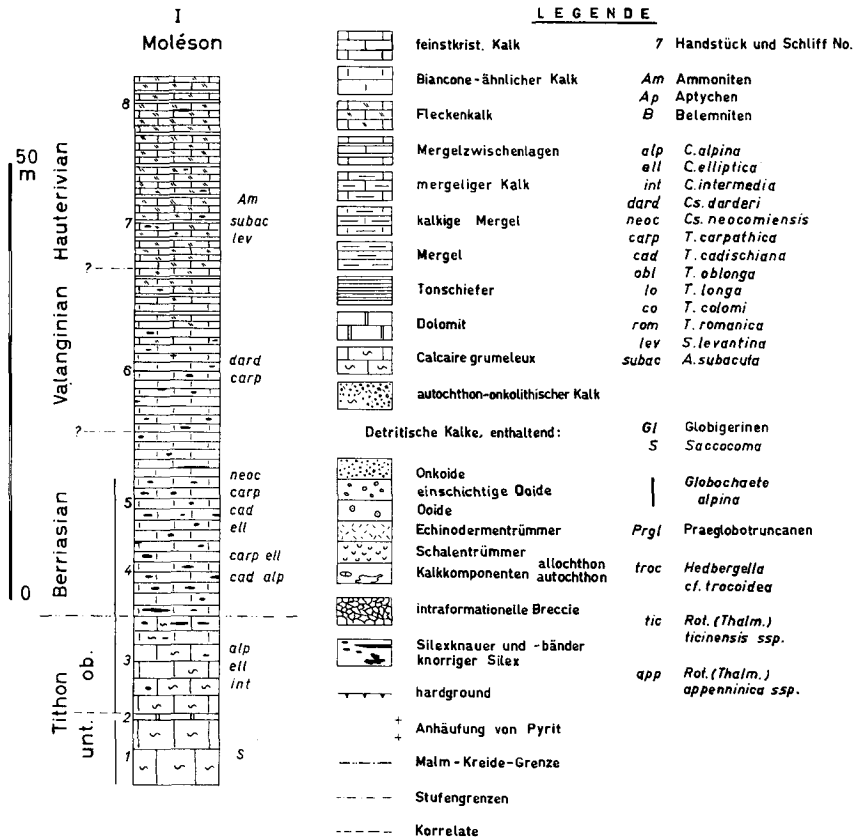 I
Moléson
50
m
0
Hauterivian
Valanginian
Berriasian
Tithon
ob.
unt.
?
?
8
7
6
5
4
3
2
1
Am
subac
lev
dard
carp
neoc
carp
cad
ell
carp ell
cad alp
alp
ell
int
S
LEGENDE
feinstkrist. Kalk
Biancone-ähnlicher Kalk
Fleckenkalk
Mergelzwischenlagen
mergeliger Kalk
kalkige Mergel
Mergel
Tonschiefer
Dolomit
Calcaire grumeleux
autochthon-onkolithischer Kalk
Detritische Kalke, enthaltend:
Onkoide
einschichtige Ooide
Ooide
Echinodermentrümmer
Schalentrümmer
Kalkkomponenten allochthon
autochthon
intraformationelle Breccie
Silexknauer und -bänder
knorriger Silex
hardground
Anhäufung von Pyrit
Malm-Kreide-Grenze
Stufengrenzen
Korrelate
7 Handstück und Schliff No.
Am Ammoniten
Ap Aptychen
B Belemniten
alp C.alpina
ell C.elliptica
int C.intermedia
dard Cs.darderi
neoc Cs.neocomiensis
carp T.carpathica
cad T.cadischiana
obl T.oblonga
lo T.longa
co T.colomi
rom T.romanica
lev S.levantina
subac A.subacuta
Gl Globigerinen
S Saccocoma
Globochaete
alpina
Prgl Praeglobotruncanen
troc Hedbergella
cf. trocoidea
tic Rot.(Thalm.)
ticinensis ssp.
app Rot.(Thalm.)
appenninica ssp.